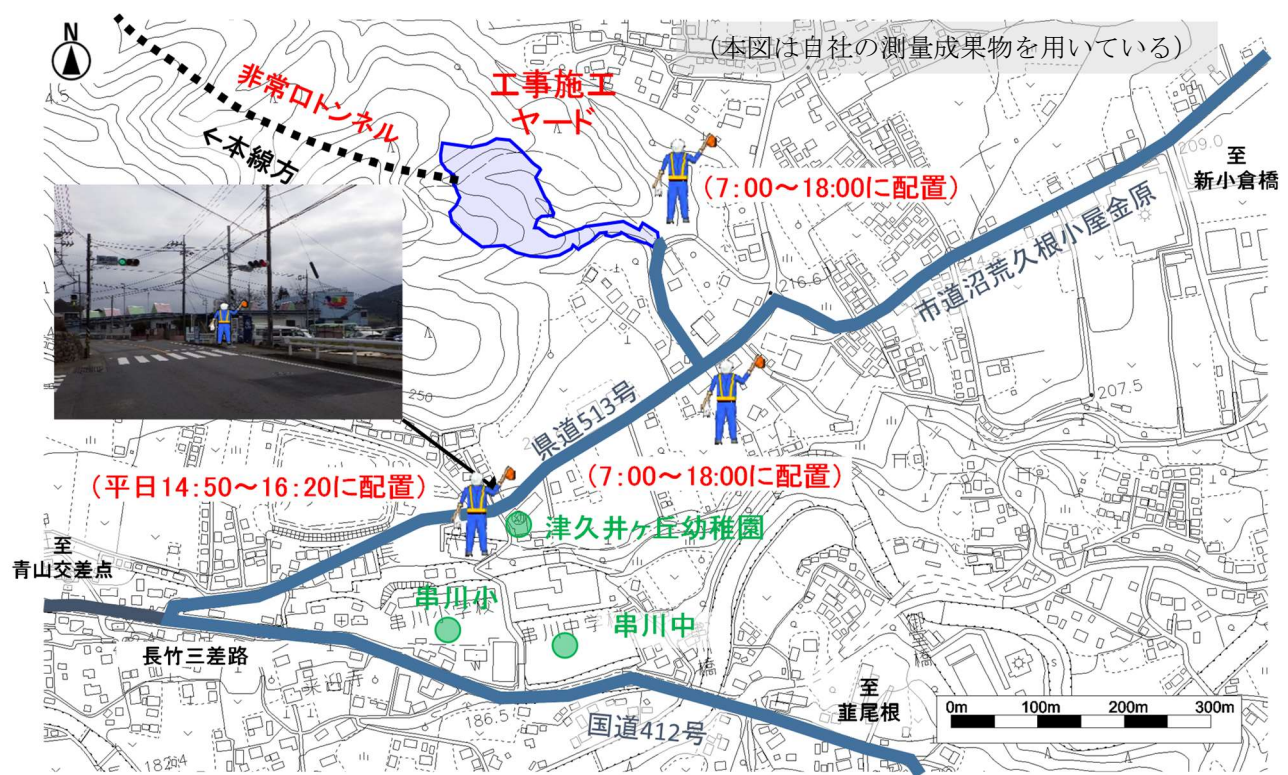 N
(本図は自社の測量成果物を用いている)
非常口トンネル
←本線方
工事施工
ヤード
(7:00～18:00に配置)
209.0
至
新小倉橋
市道沼荒久根小屋金原
216.6
207.5
250
県道513号
(7:00～18:00に配置)
(平日14:50～16:20に配置)
津久井ヶ丘幼稚園
至
青山交差点
串川小
串川中
長竹三差路
186.5
国道412号
橋
橋
至
韮尾根
0m 100m 200m 300m